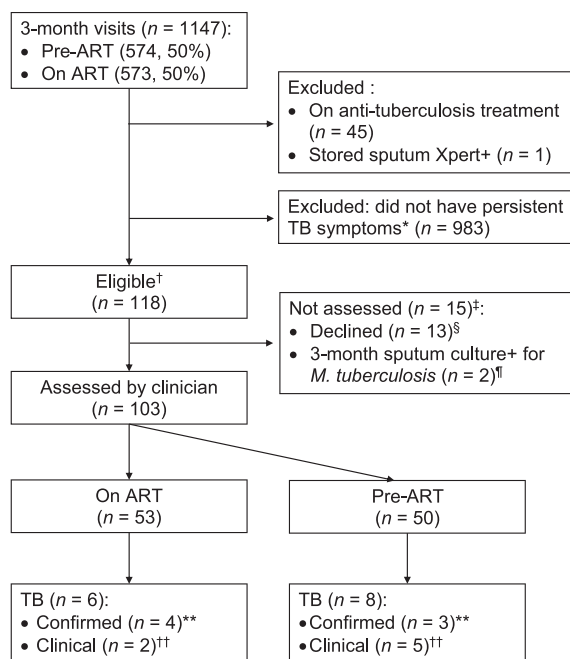 3-month visits (n = 1147):
• Pre-ART (574, 50%)
• On ART (573, 50%)
Excluded :
• On anti-tuberculosis treatment
(n = 45)
• Stored sputum Xpert+ (n = 1)
Excluded: did not have persistent
TB symptoms* (n = 983)
Eligible†
(n = 118)
Not assessed (n = 15)‡:
• Declined (n = 13)§
• 3-month sputum culture+ for
M. tuberculosis (n = 2)¶
Assessed by clinician
(n = 103)
On ART
(n = 53)
Pre-ART
(n = 50)
TB (n = 6):
• Confirmed (n = 4)**
• Clinical (n = 2)††
TB (n = 8):
•Confirmed (n = 3)**
•Clinical (n = 5)††